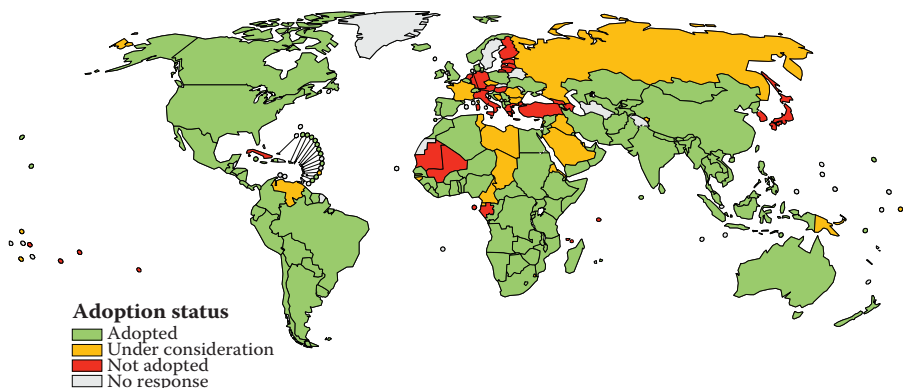 Adoption status
Adopted
Under consideration
Not adopted
No response